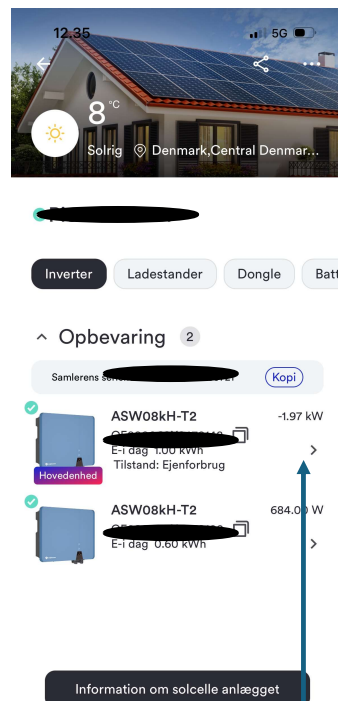 12.35
5G
8 °C
Solrig Denmark,Central Denmar...
Inverter Ladestander Dongle Batt
Opbevaring 2
Samlerens Kopi
ASW08kH-T2 -1.97 kW
E-i dag 1.00 kWh
Tilstand: Ejenforbrug
Hovedenhed
ASW08kH-T2 684.00 W
E-i dag 0.60 kWh
Information om solcelle anlægget